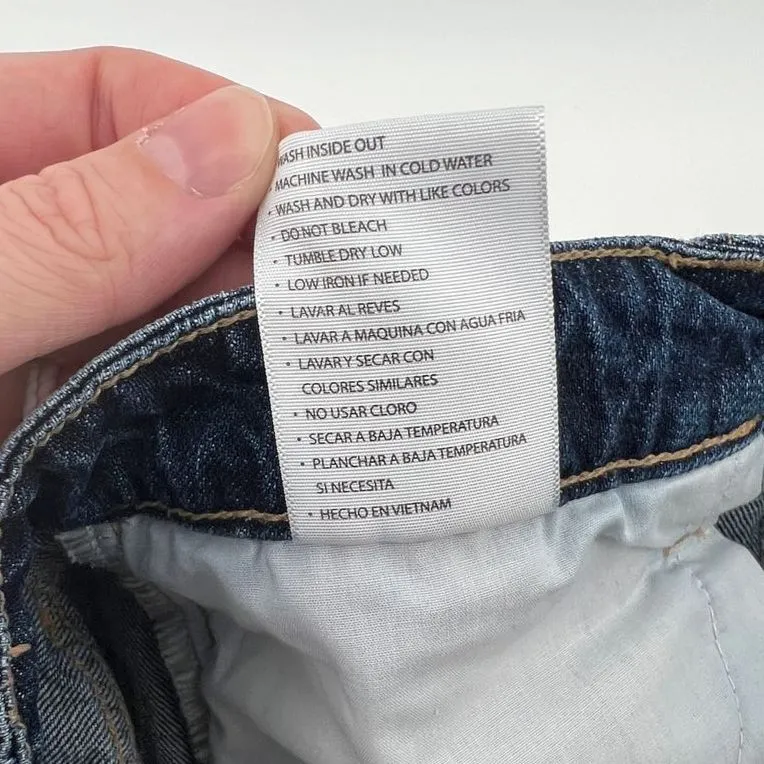 WASH INSIDE OUT
• MACHINE WASH IN COLD WATER
• WASH AND DRY WITH LIKE COLORS
• DO NOT BLEACH
• TUMBLE DRY LOW
• LOW IRON IF NEEDED
• LAVAR AL REVES
• LAVAR A MAQUINA CON AGUA FRIA
• LAVAR Y SECAR CON
COLORES SIMILARES
• NO USAR CLORO
• SECAR A BAJA TEMPERATURA
• PLANCHAR A BAJA TEMPERATURA
SI NECESITA
• HECHO EN VIETNAM